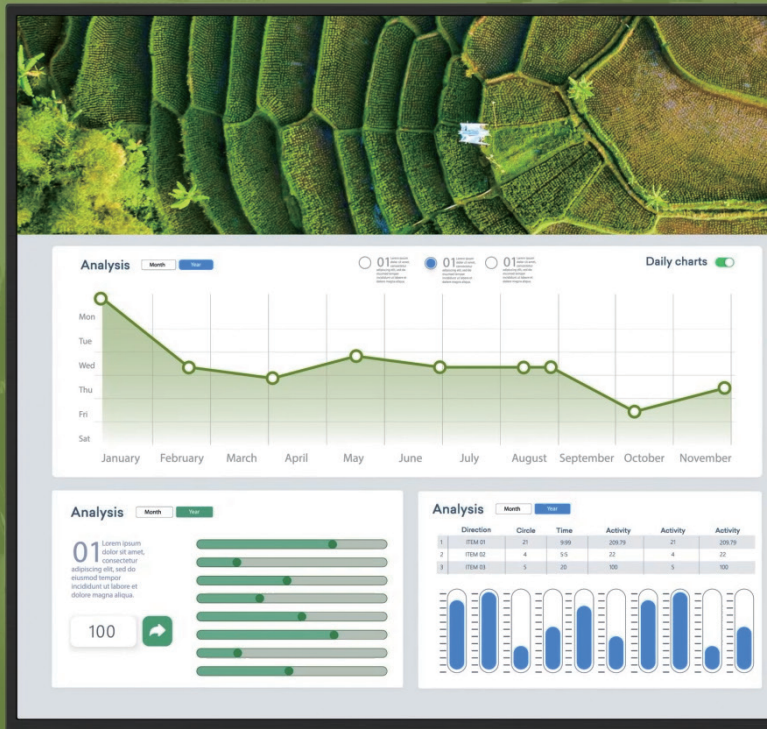 Analysis
Month
Year
01
01
01
Daily charts
Mon
Tue
Wed
Thu
Fri
Sat
January February March April May June July August September October November
Analysis
Month
Year
01 Lorem ipsum
dolor sit amet,
consectetur
adipiscing elit, sed do
eiusmod tempor
incididunt ut labore et
dolore magna aliqua.
100
Analysis
Month
Year
Direction Circle Time Activity Activity Activity
1 ITEM 01 21 9.99 209.79 21 209.79
2 ITEM 02 4 5.5 22 4 22
3 ITEM 03 5 20 100 5 100